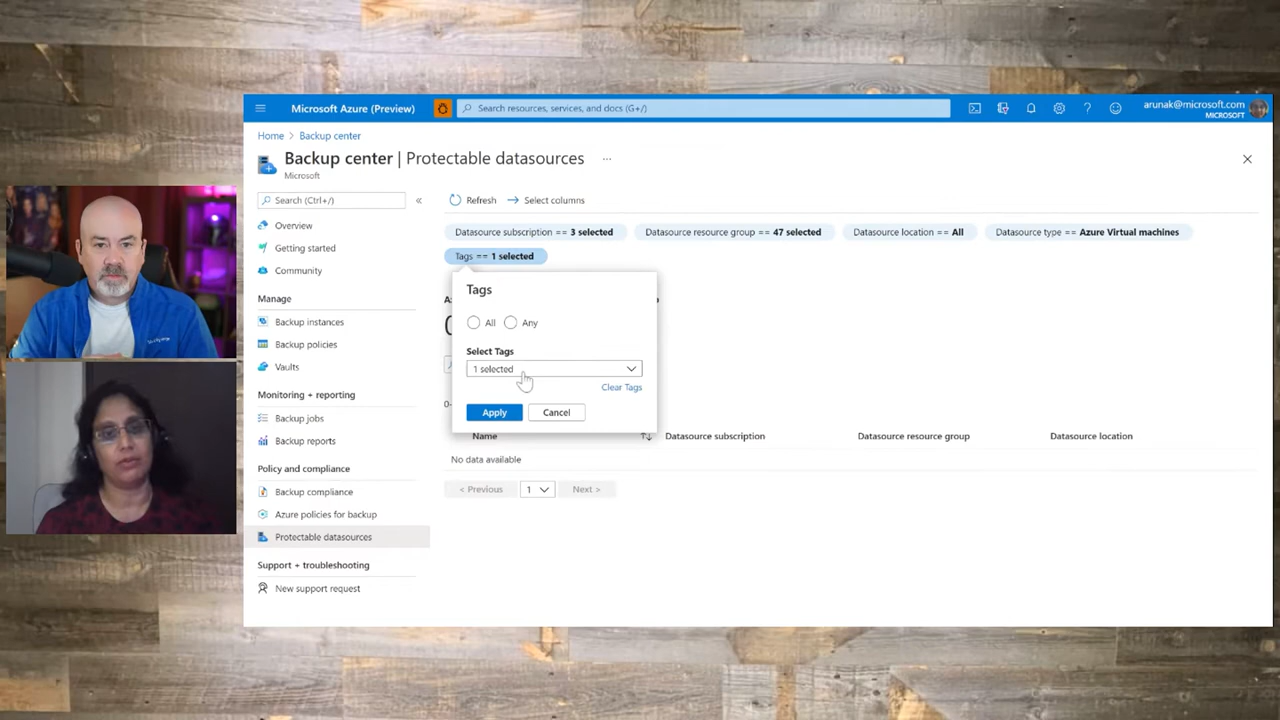 Microsoft Azure (Preview)
Search resources, services, and docs (G+/)
arunak@microsoft.com
MICROSOFT
Home > Backup center
Backup center | Protectable datasources ...
Microsoft
Search (Ctrl+/)
«
Overview
Getting started
Community
Manage
Backup instances
Backup policies
Vaults
Monitoring + reporting
Backup jobs
Backup reports
Policy and compliance
Backup compliance
Azure policies for backup
Protectable datasources
Support + troubleshooting
New support request
Refresh
Select columns
Datasource subscription == 3 selected
Datasource resource group == 47 selected
Datasource location == All
Datasource type == Azure Virtual machines
Tags == 1 selected
Tags
All
Any
Select Tags
1 selected
Clear Tags
Apply
Cancel
Name
Datasource subscription
Datasource resource group
Datasource location
No data available
< Previous
1
Next >